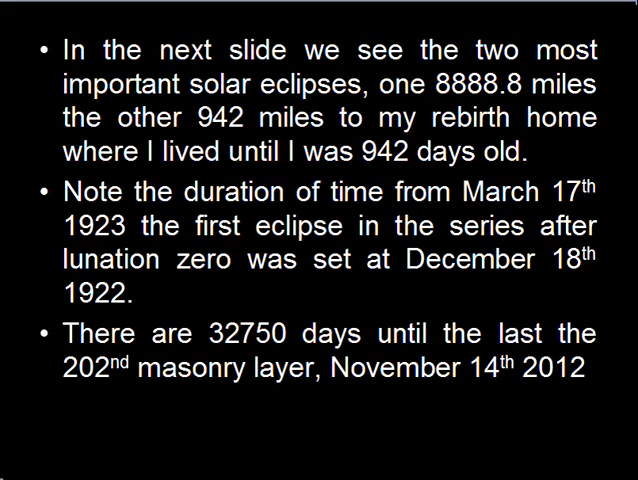 • In the next slide we see the two most
important solar eclipses, one 8888.8 miles
the other 942 miles to my rebirth home
where I lived until I was 942 days old.
• Note the duration of time from March 17th
1923 the first eclipse in the series after
lunation zero was set at December 18th
1922.
• There are 32750 days until the last the
202nd masonry layer, November 14th 2012